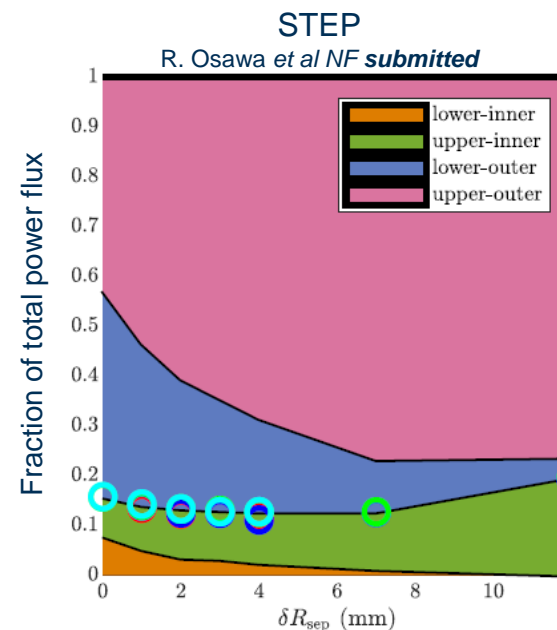 STEP
R. Osawa et al NF submitted
1
0.9
0.8
0.7
0.6
0.5
0.4
0.3
0.2
0.1
0
Fraction of total power flux
lower-inner
upper-inner
lower-outer
upper-outer
0 2 4 6 8 10
δR_sep (mm)